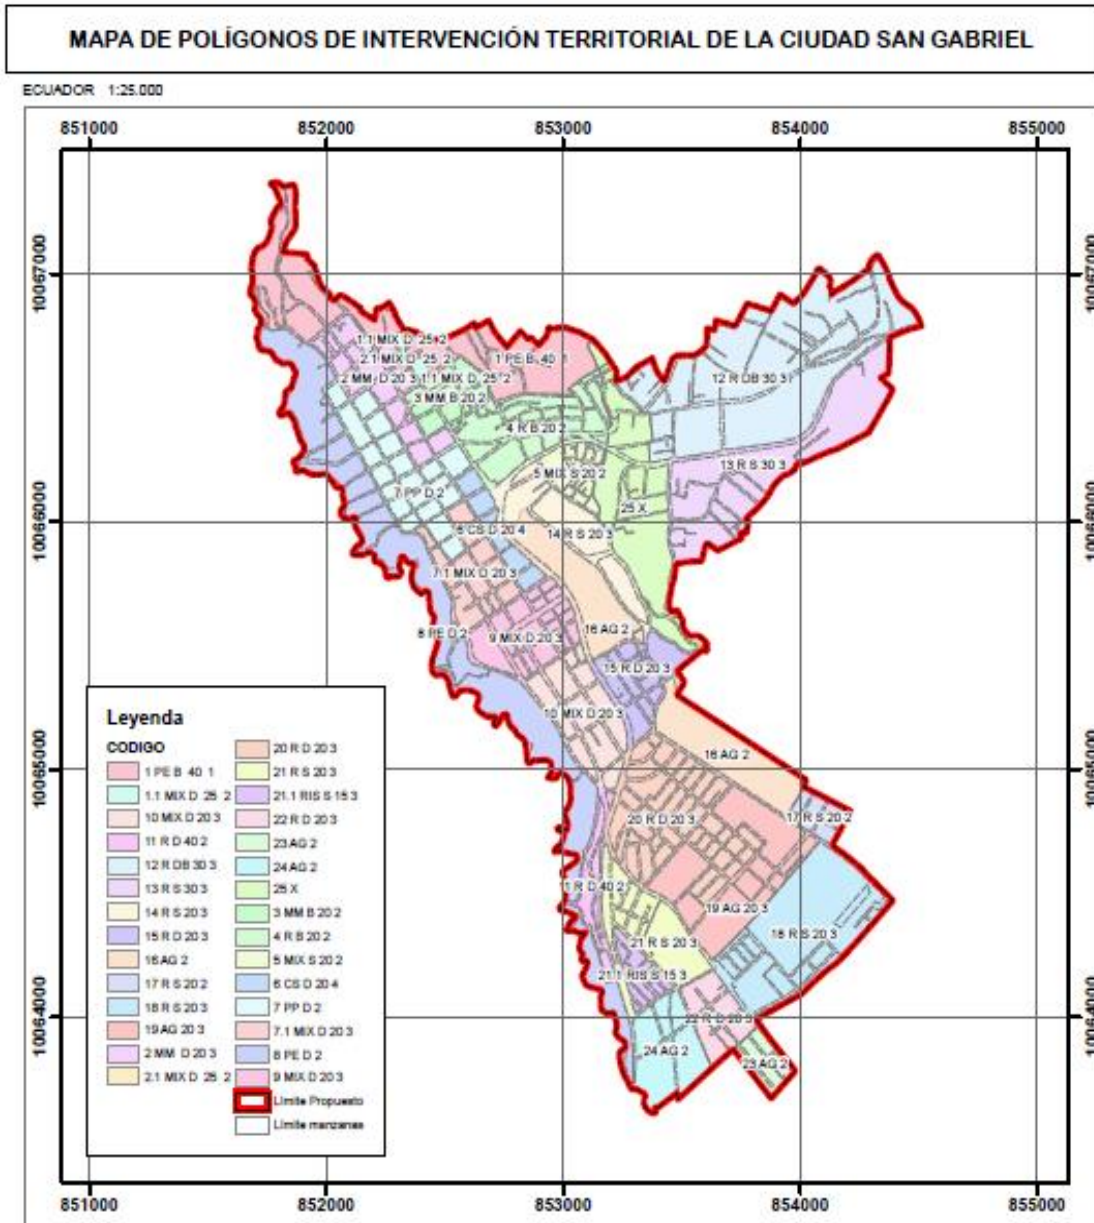 MAPA DE POLÍGONOS DE INTERVENCIÓN TERRITORIAL DE LA CIUDAD SAN GABRIEL
ECUADOR 1:25.000
851000 852000 853000 854000 855000
10067000 10067000
1.1 MIX D 25 2
2.1 MIX D 25 2
1 PE B 40 1
2 MM D 20 3
1.1 MIX D 25 2
12 R DB 30 3
3 MM B 20 2
4 R B 20 2
5 MIX S 20 2
13 R S 30 3
7 PP D 2
25 X
10066000 10066000
6 CS D 20 4
14 R S 20 3
7.1 MIX D 20 3
8 PE D 2
9 MIX D 20 3
16 AG 2
15 R D 20 3
10 MIX D 20 3
16 AG 2
10065000 10065000
20 R D 20 3
17 R S 20 2
1 R D 40 2
19 AG 20 3
18 R S 20 3
21 R S 20 3
21.1 RIS S 15 3
10064000 10064000
22 R D 20 3
24 AG 2
23 AG 2
Leyenda
CODIGO
1 PE B 40 1
1.1 MIX D 25 2
10 MIX D 20 3
11 R D 40 2
12 R DB 30 3
13 R S 30 3
14 R S 20 3
15 R D 20 3
16 AG 2
17 R S 20 2
18 R S 20 3
19 AG 20 3
2 MM D 20 3
2.1 MIX D 25 2
20 R D 20 3
21 R S 20 3
21.1 RIS S 15 3
22 R D 20 3
23 AG 2
24 AG 2
25 X
3 MM B 20 2
4 R B 20 2
5 MIX S 20 2
6 CS D 20 4
7 PP D 2
7.1 MIX D 20 3
8 PE D 2
9 MIX D 20 3
Límite Propuesto
Límite manzanas
851000 852000 853000 854000 855000